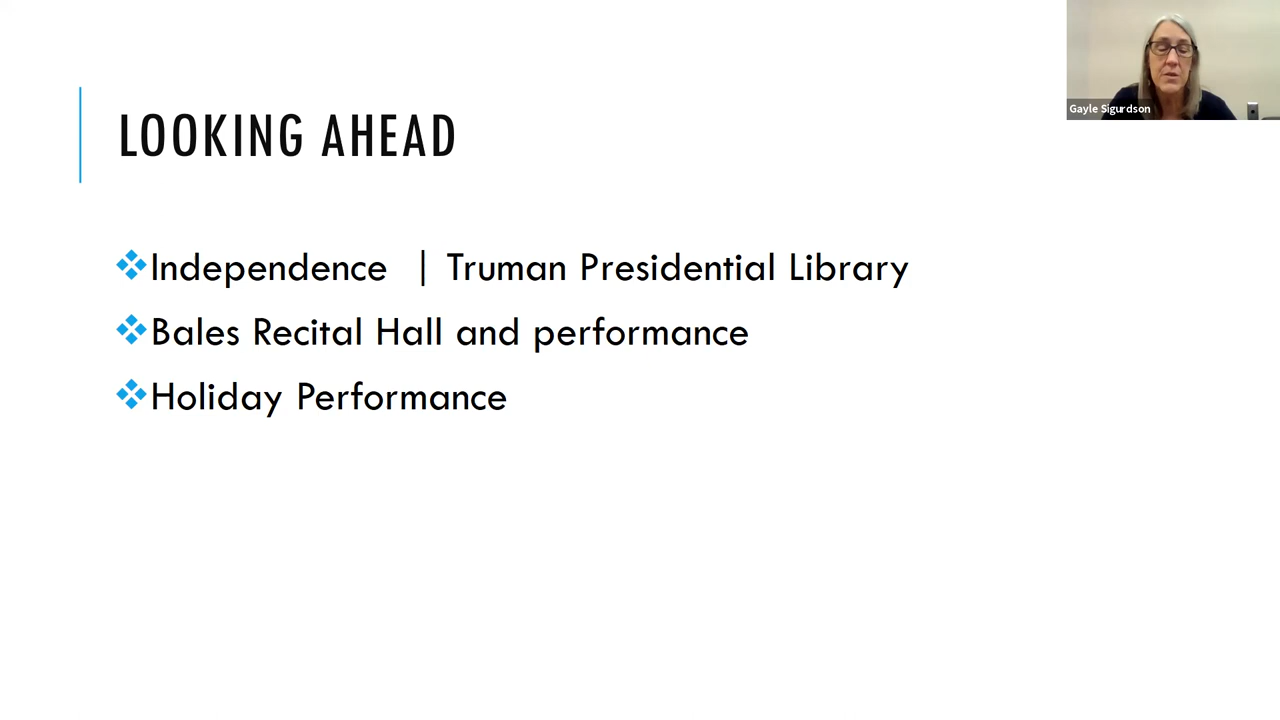 LOOKING AHEAD
Independence | Truman Presidential Library
Bales Recital Hall and performance
Holiday Performance
Gayle Sigurdson